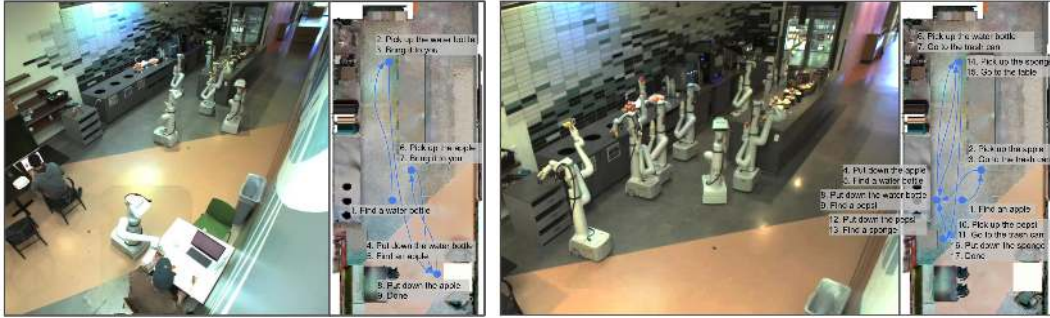 2. Pick up the water bottle
3. Bring it to you
6. Pick up the apple
7. Bring it to you
1. Find a water bottle
4. Put down the water bottle
5. Find an apple
8. Put down the apple
9. Done
6. Pick up the water bottle
7. Go to the trash can
14. Pick up the sponge
15. Go to the table
2. Pick up the apple
3. Go to the trash can
4. Put down the apple
5. Find a water bottle
8. Put down the water bottle
9. Find a pepsi
1. Find an apple
12. Put down the pepsi
13. Find a sponge
10. Pick up the pepsi
11. Go to the trash can
16. Put down the sponge
17. Done